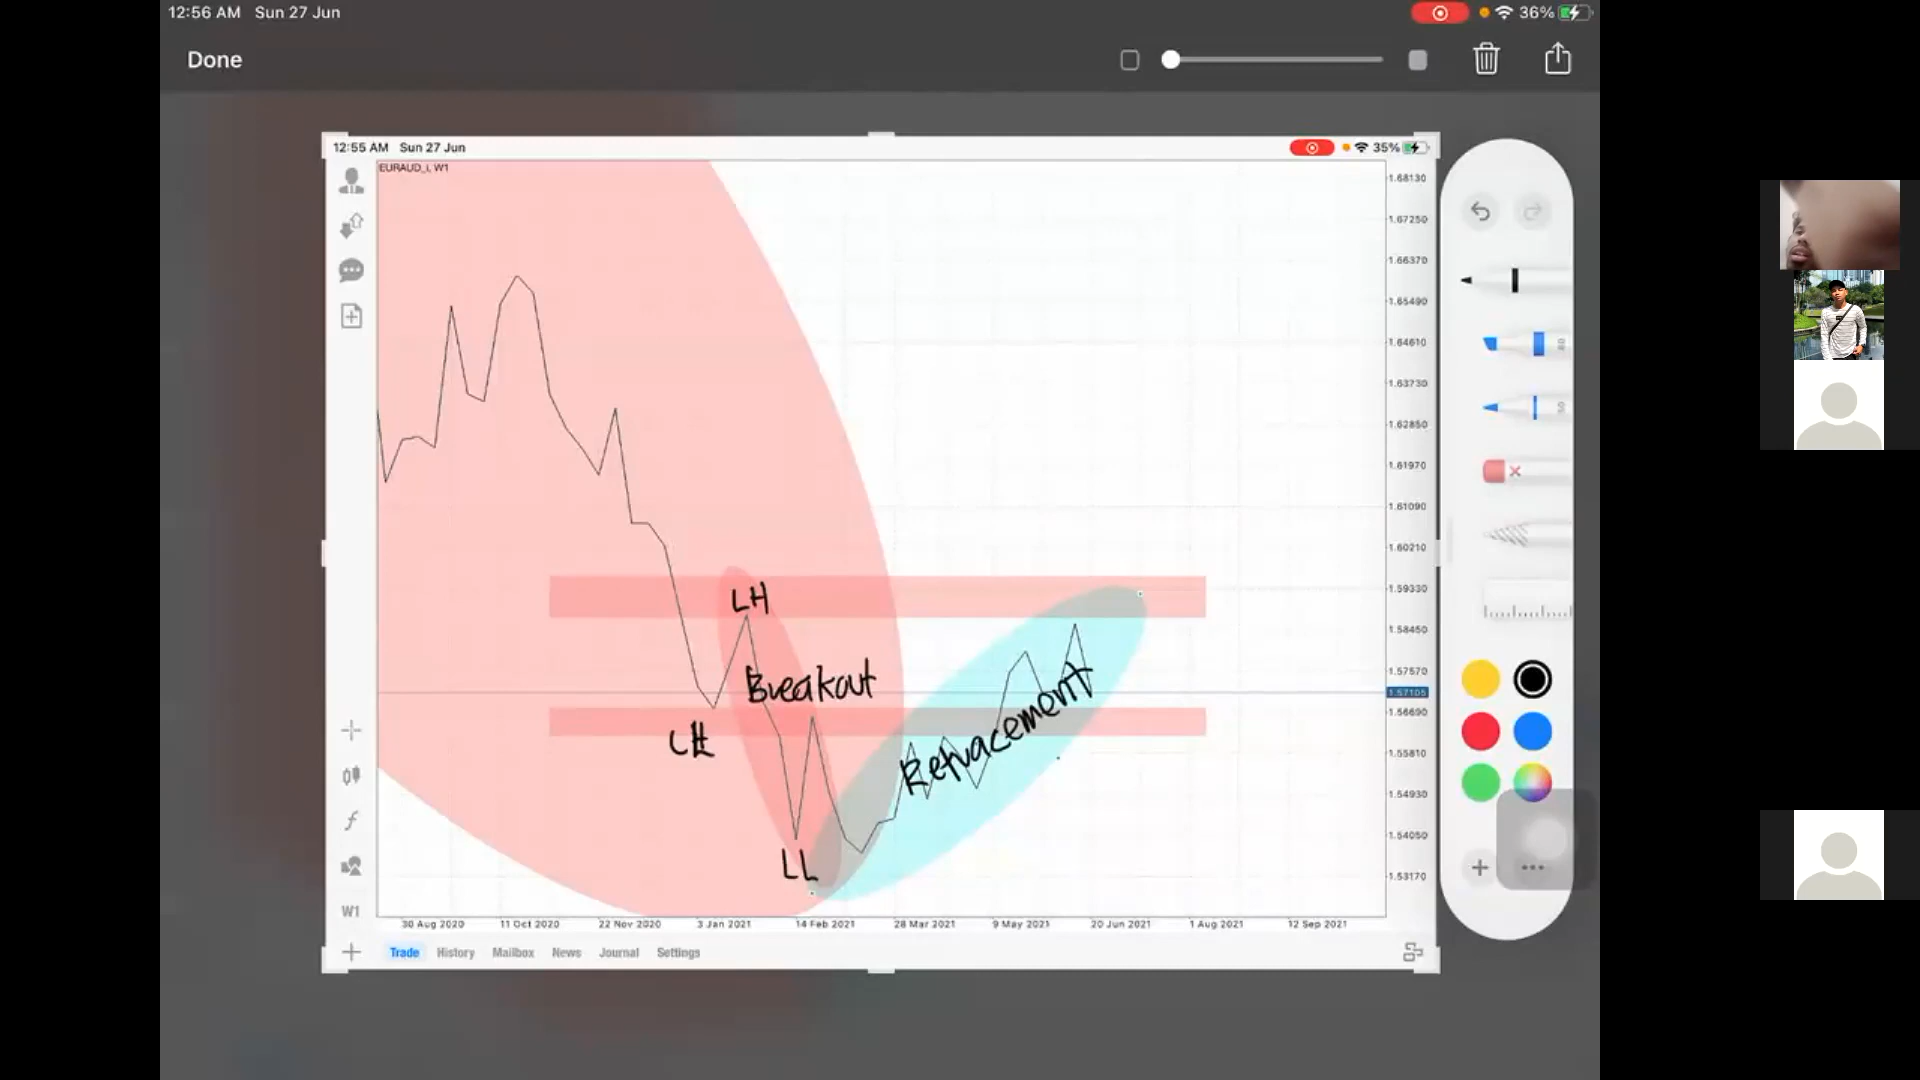 12:56 AM Sun 27 Jun
36%
Done
12:55 AM Sun 27 Jun
35%
EURAUD_i, W1
1.68130
1.67250
1.66370
1.65490
1.64610
1.63730
1.62850
1.61970
1.61090
1.60210
1.59330
1.58450
1.57570
1.57105
1.56690
1.55810
1.54930
1.54050
1.53170
LH
Breakout
LL
Retracement
80
50
W1
30 Aug 2020
11 Oct 2020
22 Nov 2020
3 Jan 2021
14 Feb 2021
28 Mar 2021
9 May 2021
20 Jun 2021
1 Aug 2021
12 Sep 2021
Trade History Mailbox News Journal Settings